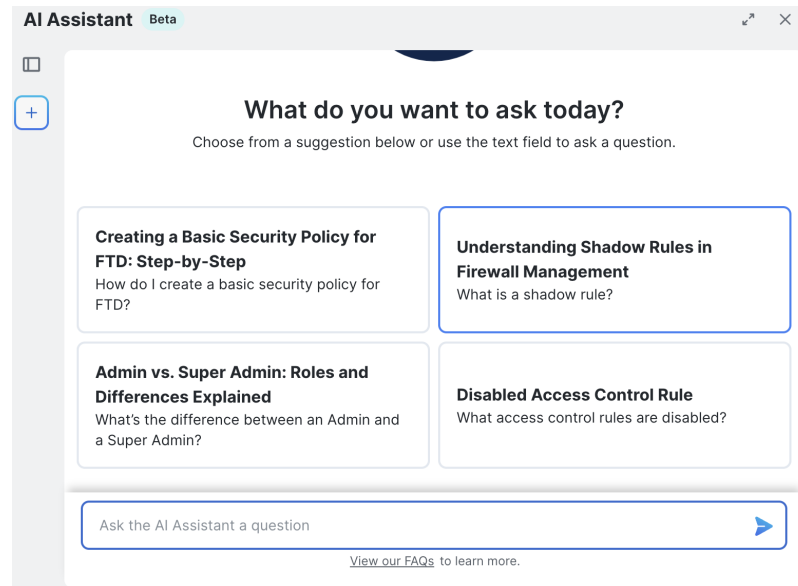 AI Assistant Beta
What do you want to ask today?
Choose from a suggestion below or use the text field to ask a question.
Creating a Basic Security Policy for
FTD: Step-by-Step
How do I create a basic security policy for
FTD?
Understanding Shadow Rules in
Firewall Management
What is a shadow rule?
Admin vs. Super Admin: Roles and
Differences Explained
What’s the difference between an Admin and
a Super Admin?
Disabled Access Control Rule
What access control rules are disabled?
Ask the AI Assistant a question
View our FAQs to learn more.